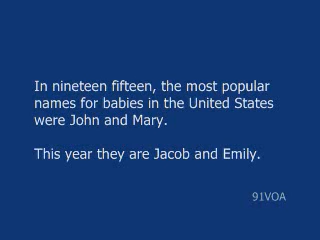 In nineteen fifteen, the most popular
names for babies in the United States
were John and Mary.
This year they are Jacob and Emily.
91VOA